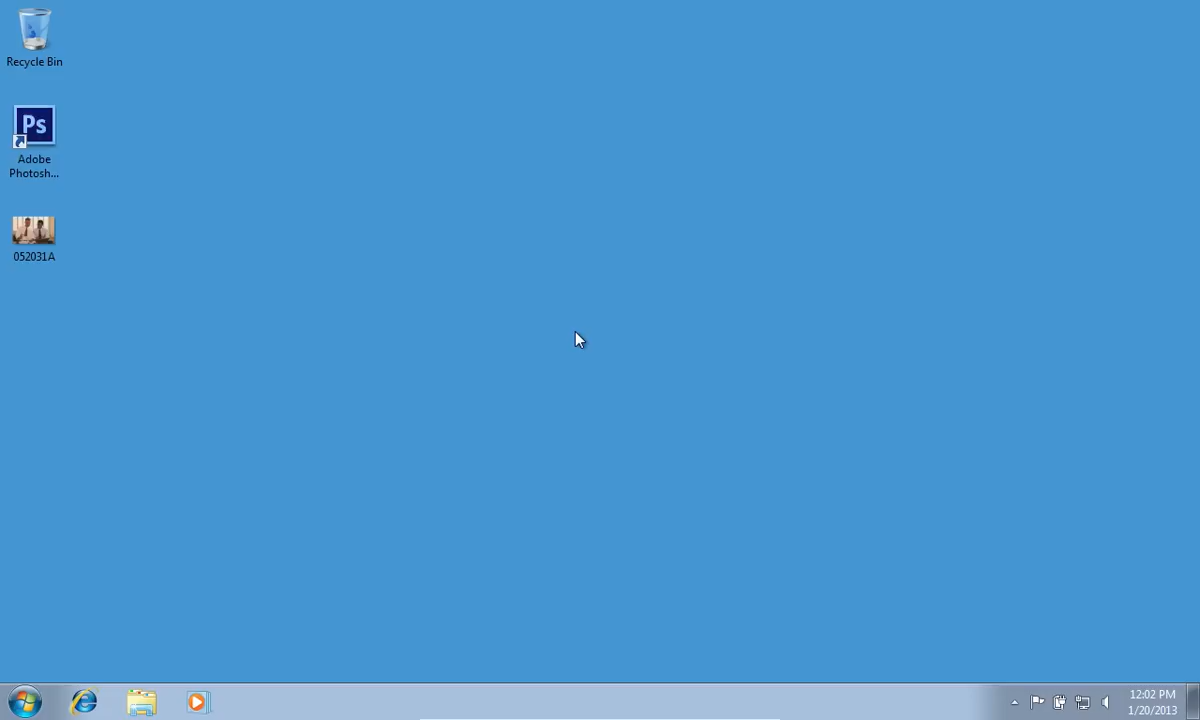 Recycle Bin
Ps
Adobe
Photosh...
052031A
12:02 PM
1/20/2013